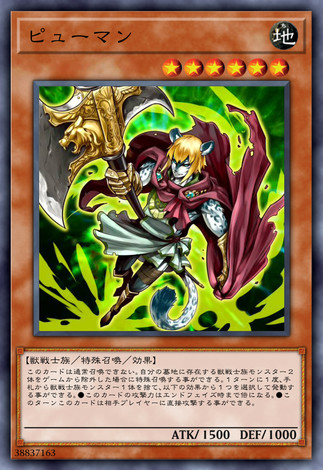 ピューマン
地
【獣戦士族/特殊召喚/効果】
このカードは通常召喚できない。自分の墓地に存在する獣戦士族モンスター2
体をゲームから除外した場合に特殊召喚する事ができる。1ターンに1度、手
札から獣戦士族モンスター1体を捨て、以下の効果から1つを選択して発動す
る事ができる。●このカードの攻撃力はエンドフェイズ時まで倍になる。●こ
のターンこのカードは相手プレイヤーに直接攻撃する事ができる。
ATK/1500 DEF/1000
38837163